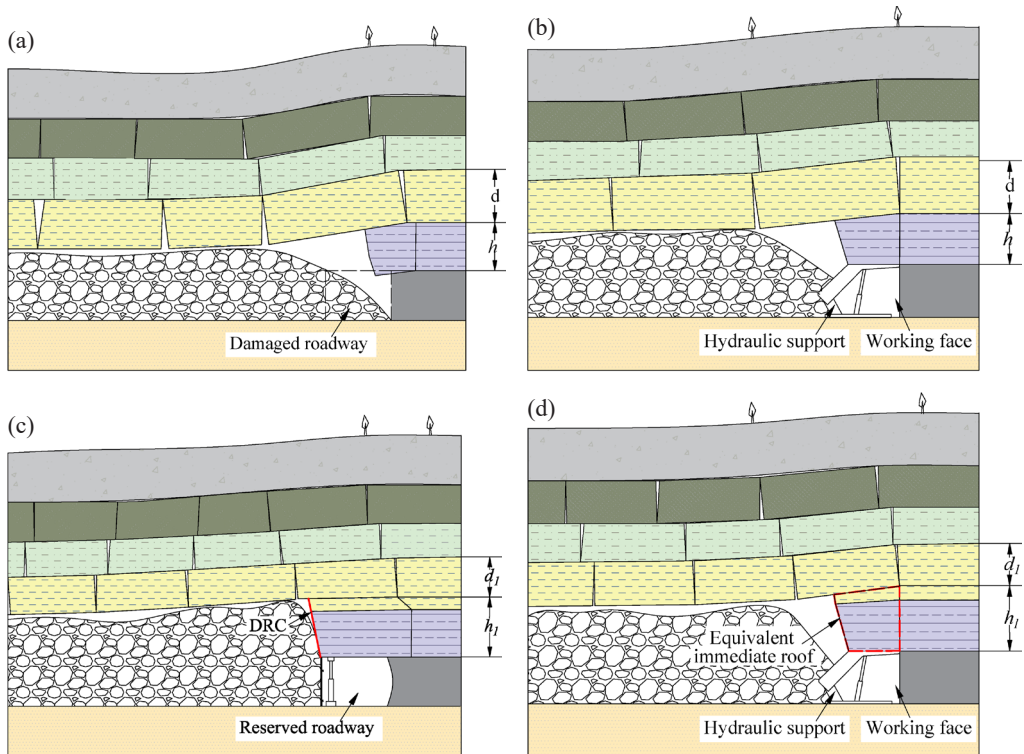 (a)
d
h
Damaged roadway
(b)
d
h
Hydraulic support
Working face
(c)
d1
h1
DRC
Reserved roadway
(d)
d1
h1
Equivalent
immediate roof
Hydraulic support
Working face